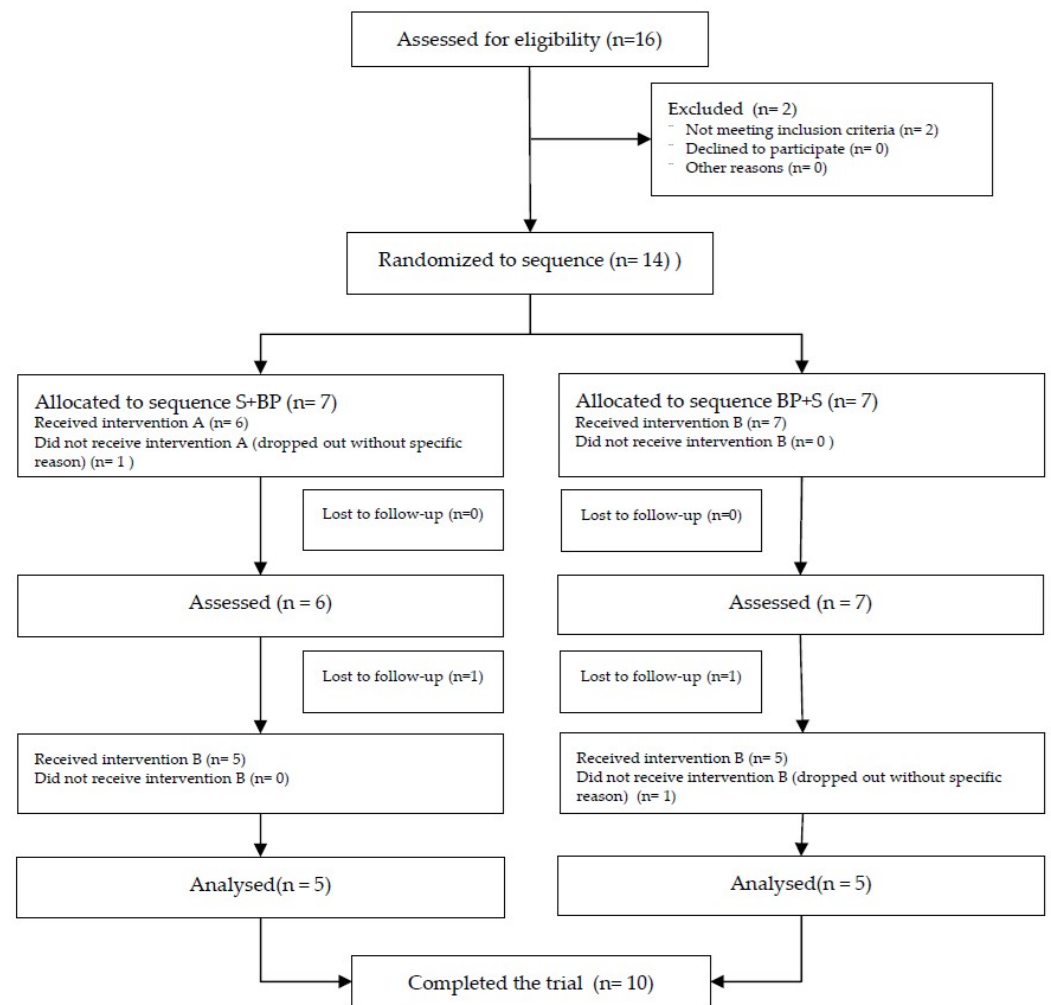 Assessed for eligibility (n=16)
Excluded (n= 2)
¨ Not meeting inclusion criteria (n= 2)
¨ Declined to participate (n= 0)
¨ Other reasons (n= 0)
Randomized to sequence (n= 14) )
Allocated to sequence S+BP (n= 7)
Received intervention A (n= 6)
Did not receive intervention A (dropped out without specific
reason) (n= 1 )
Allocated to sequence BP+S (n= 7)
Received intervention B (n= 7)
Did not receive intervention B (n= 0 )
Lost to follow-up (n=0)
Lost to follow-up (n=0)
Assessed (n = 6)
Assessed (n = 7)
Lost to follow-up (n=1)
Lost to follow-up (n=1)
Received intervention B (n= 5)
Did not receive intervention B (n= 0)
Received intervention B (n= 5)
Did not receive intervention B (dropped out without specific
reason) (n= 1)
Analysed(n = 5)
Analysed(n = 5)
Completed the trial (n= 10)